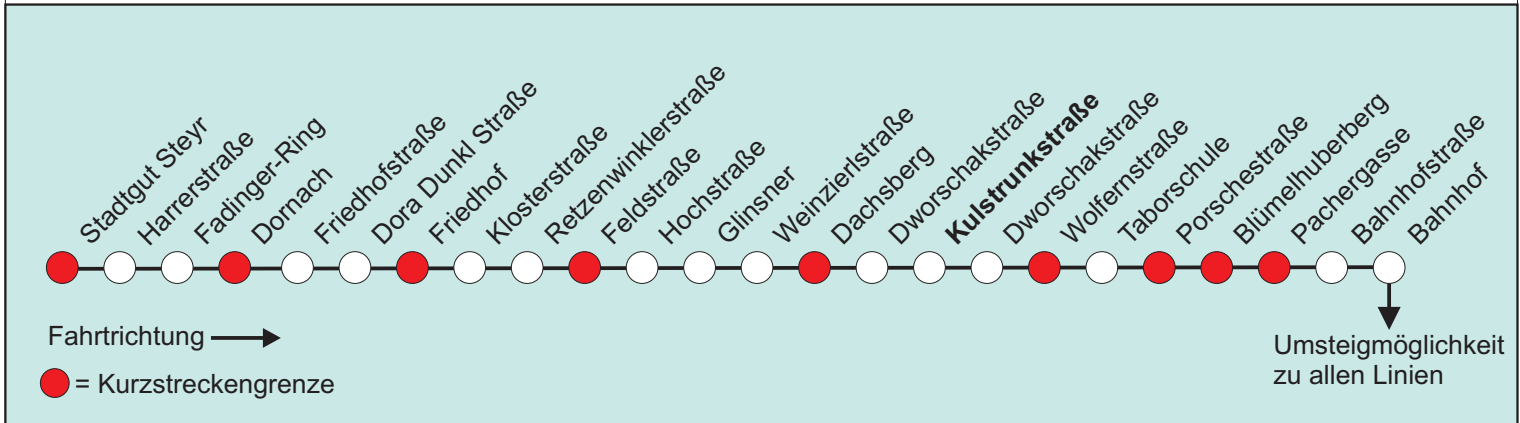 Stadtgut Steyr
Harrerstraße
Fadinger-Ring
Dornach
Friedhofstraße
Dora Dunkl Straße
Friedhof
Klosterstraße
Retzenwinklerstraße
Feldstraße
Hochstraße
Glinsner
Weinzierlstraße
Dachsberg
Dworschakstraße
Kulstrunkstraße
Dworschakstraße
Wolfernstraße
Taborschule
Porschestraße
Blümelhuberberg
Pachergasse
Bahnhofstraße
Bahnhof
Fahrtrichtung
= Kurzstreckengrenze
Umsteigmöglichkeit
zu allen Linien